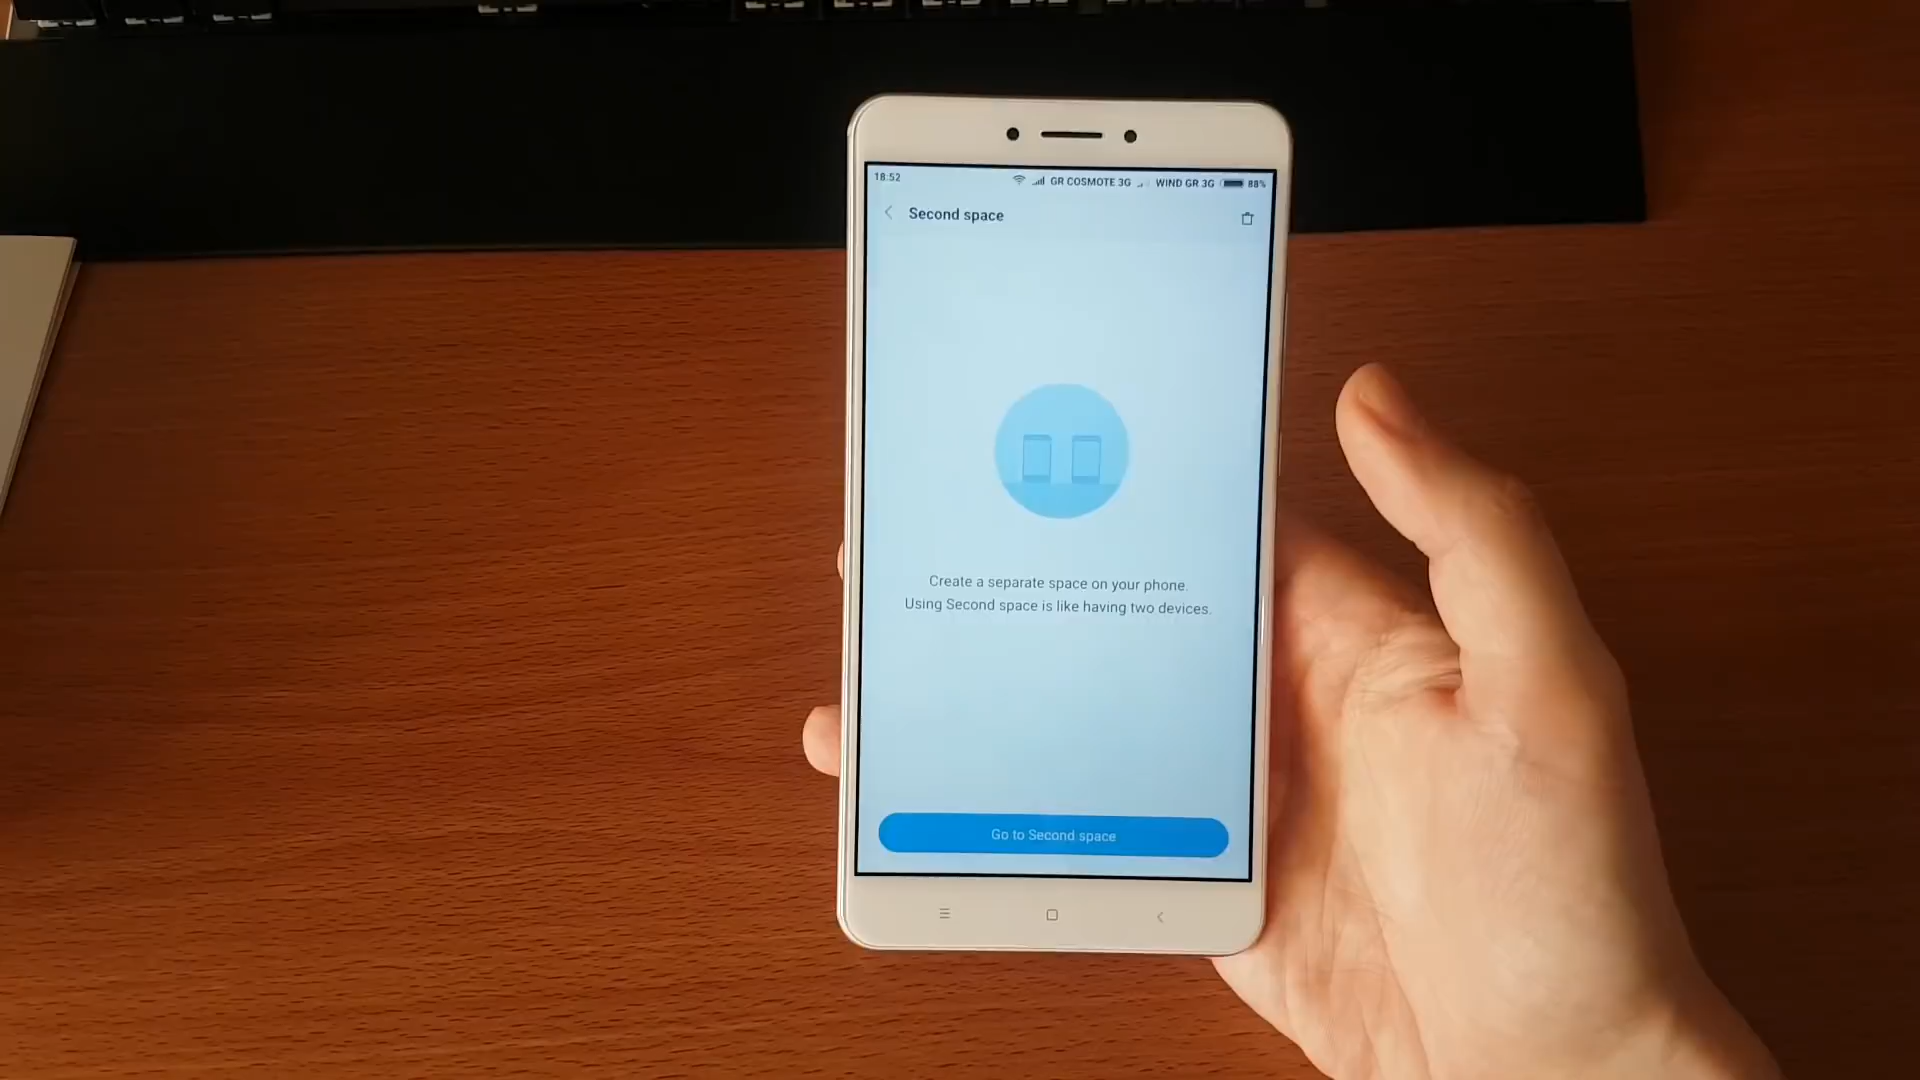 18:52 GR COSMOTE 3G WIND GR 3G 88%
Second space
Create a separate space on your phone.
Using Second space is like having two devices.
Go to Second space